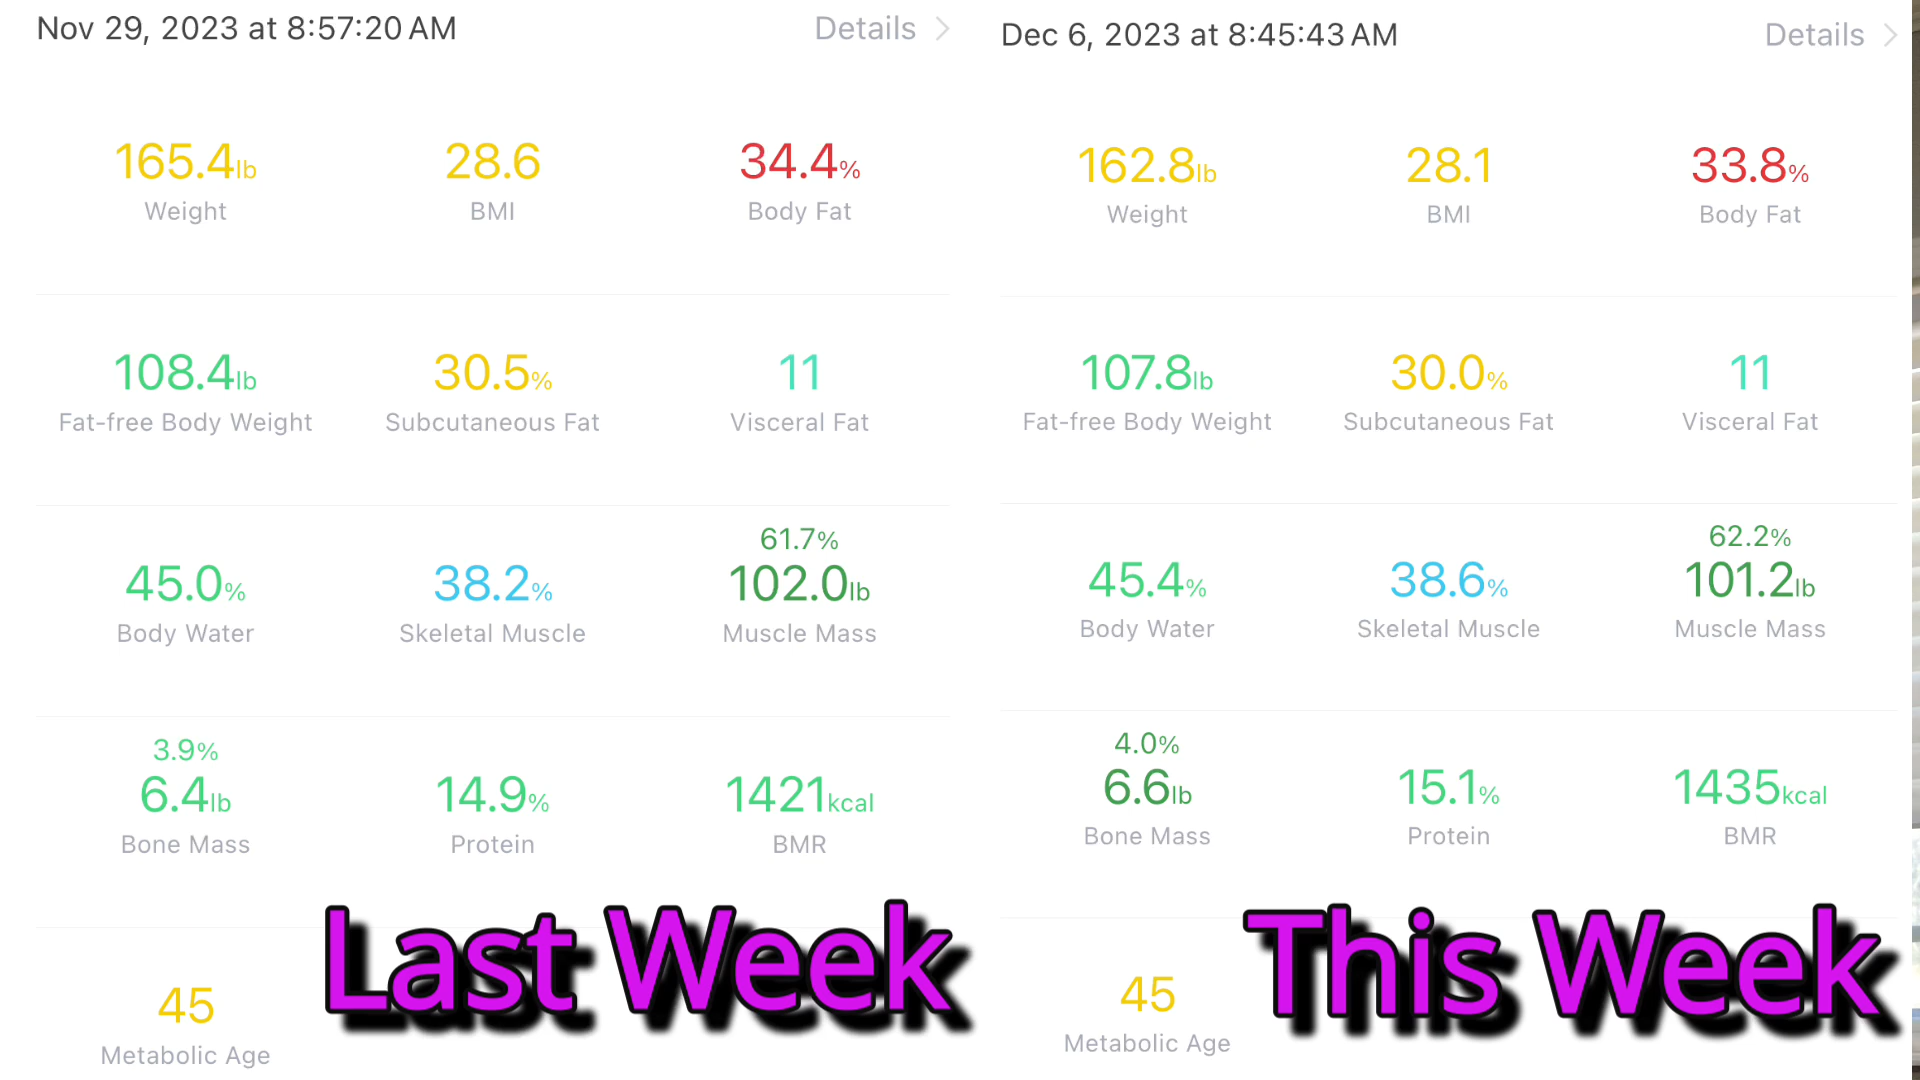 Nov 29, 2023 at 8:57:20 AM Details >
165.4lb 28.6 34.4%
Weight BMI Body Fat
108.4lb 30.5% 11
Fat-free Body Weight Subcutaneous Fat Visceral Fat
61.7%
45.0% 38.2% 102.0lb
Body Water Skeletal Muscle Muscle Mass
3.9%
6.4lb 14.9% 1421kcal
Bone Mass Protein BMR
45
Metabolic Age
Last Week
Dec 6, 2023 at 8:45:43 AM Details >
162.8lb 28.1 33.8%
Weight BMI Body Fat
107.8lb 30.0% 11
Fat-free Body Weight Subcutaneous Fat Visceral Fat
62.2%
45.4% 38.6% 101.2lb
Body Water Skeletal Muscle Muscle Mass
4.0%
6.6lb 15.1% 1435kcal
Bone Mass Protein BMR
45
Metabolic Age
This Week